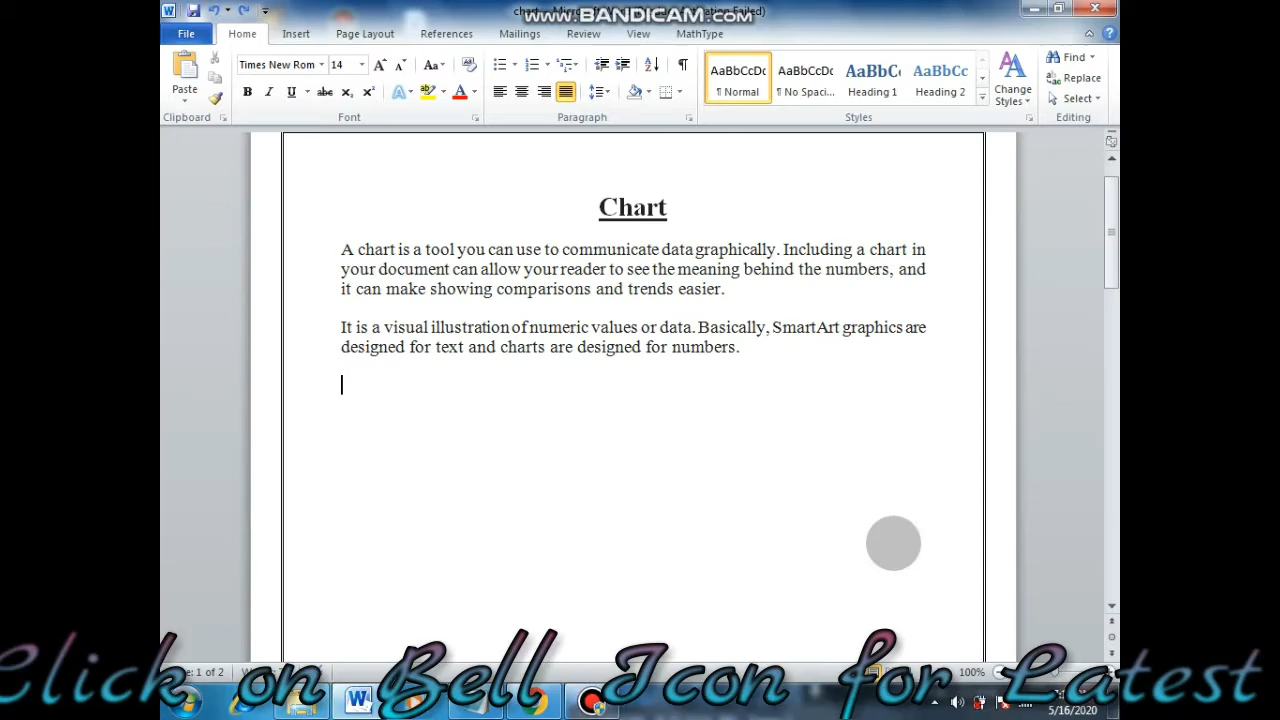 www.BANDICAM.com
File Home Insert Page Layout References Mailings Review View MathType
Times New Rom 14
Paste
AaBbCcDc AaBbCcDc AaBbC AaBbCc
¶ Normal ¶ No Spaci... Heading 1 Heading 2
Change Styles
Find
Replace
Select
Clipboard Font Paragraph Styles Editing
Chart
A chart is a tool you can use to communicate data graphically. Including a chart in
your document can allow your reader to see the meaning behind the numbers, and
it can make showing comparisons and trends easier.
It is a visual illustration of numeric values or data. Basically, SmartArt graphics are
designed for text and charts are designed for numbers.
1 of 2
100%
Click on Bell Icon for Latest
5/16/2020